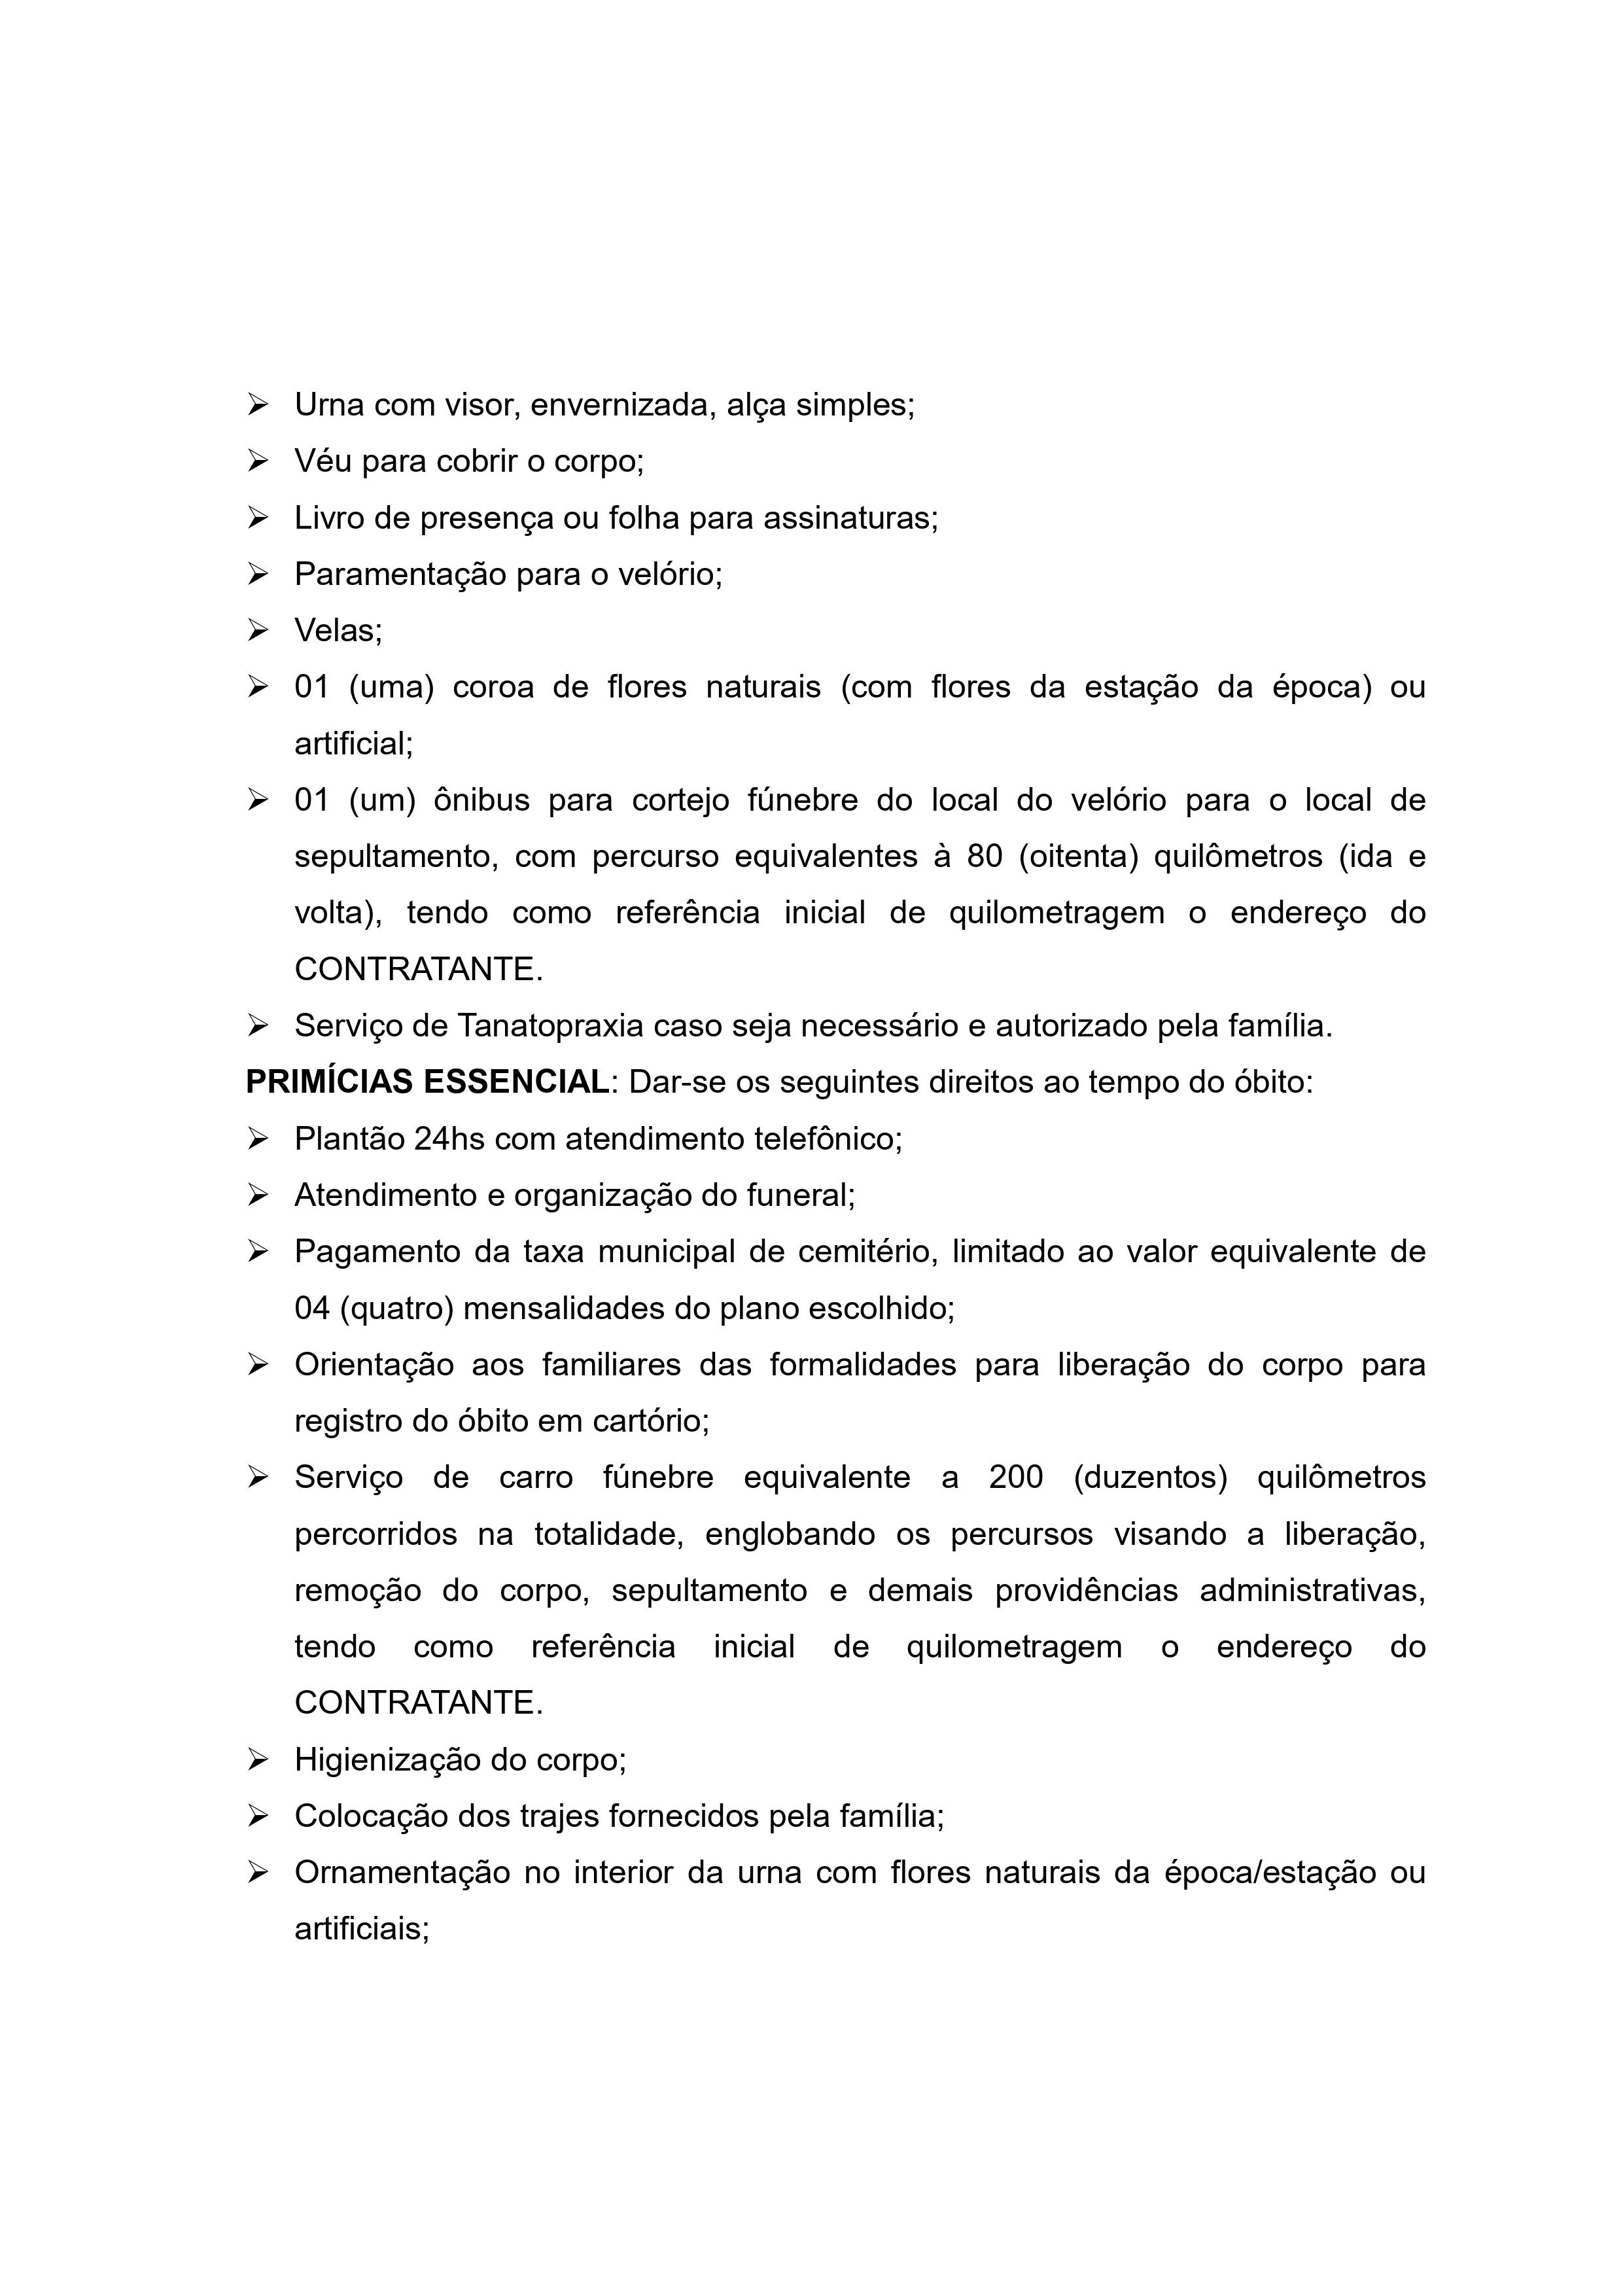 ➢ Urna com visor, envernizada, alça simples;
➢ Véu para cobrir o corpo;
➢ Livro de presença ou folha para assinaturas;
➢ Paramentação para o velório;
➢ Velas;
➢ 01 (uma) coroa de flores naturais (com flores da estação da época) ou
artificial;
➢ 01 (um) ônibus para cortejo fúnebre do local do velório para o local de
sepultamento, com percurso equivalentes à 80 (oitenta) quilômetros (ida e
volta), tendo como referência inicial de quilometragem o endereço do
CONTRATANTE.
➢ Serviço de Tanatopraxia caso seja necessário e autorizado pela família.
PRIMÍCIAS ESSENCIAL: Dar-se os seguintes direitos ao tempo do óbito:
➢ Plantão 24hs com atendimento telefônico;
➢ Atendimento e organização do funeral;
➢ Pagamento da taxa municipal de cemitério, limitado ao valor equivalente de
04 (quatro) mensalidades do plano escolhido;
➢ Orientação aos familiares das formalidades para liberação do corpo para
registro do óbito em cartório;
➢ Serviço de carro fúnebre equivalente a 200 (duzentos) quilômetros
percorridos na totalidade, englobando os percursos visando a liberação,
remoção do corpo, sepultamento e demais providências administrativas,
tendo como referência inicial de quilometragem o endereço do
CONTRATANTE.
➢ Higienização do corpo;
➢ Colocação dos trajes fornecidos pela família;
➢ Ornamentação no interior da urna com flores naturais da época/estação ou
artificiais;